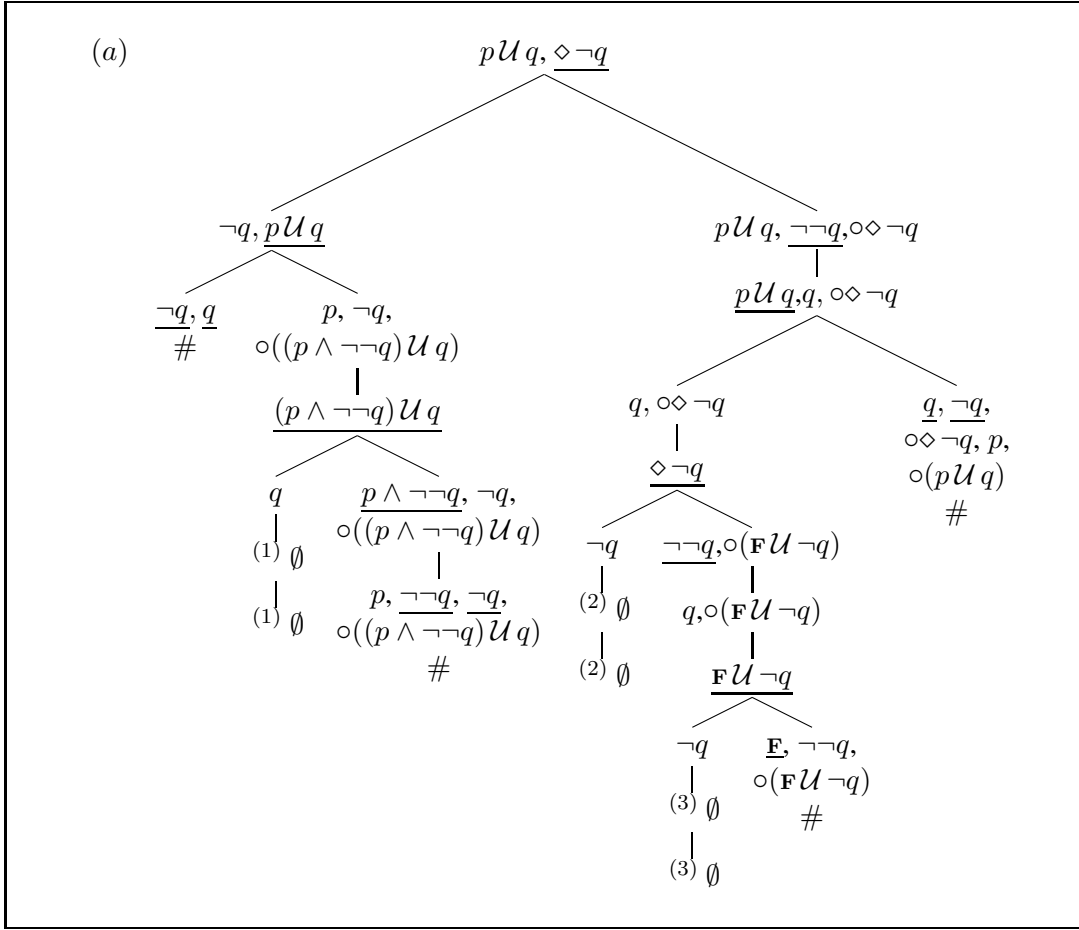 (a)
p 𝒰 q, ◇ ¬q
¬q, p 𝒰 q
p 𝒰 q, ¬¬q,○◇ ¬q
p 𝒰 q,q, ○◇ ¬q
¬q, q
#
p, ¬q,
○((p ∧ ¬¬q) 𝒰 q)
(p ∧ ¬¬q) 𝒰 q
q
(1) ∅
(1) ∅
p ∧ ¬¬q, ¬q,
○((p ∧ ¬¬q) 𝒰 q)
p, ¬¬q, ¬q,
○((p ∧ ¬¬q) 𝒰 q)
#
q, ○◇ ¬q
◇ ¬q
¬q
(2) ∅
(2) ∅
¬¬q,○(F 𝒰 ¬q)
q,○(F 𝒰 ¬q)
F 𝒰 ¬q
¬q
(3) ∅
(3) ∅
F, ¬¬q,
○(F 𝒰 ¬q)
#
q, ¬q,
○◇ ¬q, p,
○(p 𝒰 q)
#